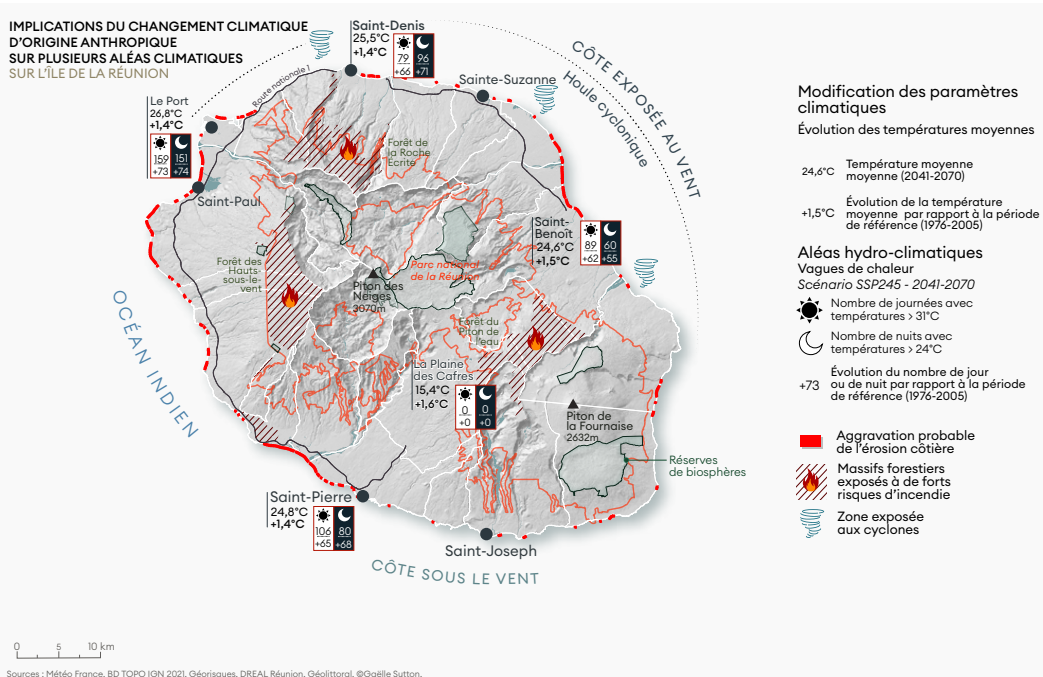 IMPLICATIONS DU CHANGEMENT CLIMATIQUE
D'ORIGINE ANTHROPIQUE
SUR PLUSIEURS ALÉAS CLIMATIQUES
SUR L'ÎLE DE LA RÉUNION
Saint-Denis
25,5°C
+1,4°C
79
+66
96
+71
Sainte-Suzanne
CÔTE EXPOSÉE AU VENT
Houle cyclonique
Route nationale 1
Le Port
26,8°C
+1,4°C
159
+73
151
+74
Saint-Paul
Forêt de
la Roche
Ecrite
Saint-
Benoît
24,6°C
+1,5°C
89
+62
60
+55
Forêt des
Hauts-
sous-le-
vent
Parc national
de la Réunion
Piton des
Neiges
3070m
Forêt du
Piton de
l'eau
La Plaine
des Cafres
15,4°C
+1,6°C
0
+0
0
+0
Piton de
la Fournaise
2632m
Réserves
de biosphères
OCÉAN INDIEN
Saint-Pierre
24,8°C
+1,4°C
106
+65
80
+68
Saint-Joseph
CÔTE SOUS LE VENT
Modification des paramètres
climatiques
Évolution des températures moyennes
24,6°C
Température moyenne
moyenne (2041-2070)
+1,5°C
Évolution de la température
moyenne par rapport à la période
de référence (1976-2005)
Aléas hydro-climatiques
Vagues de chaleur
Scénario SSP245 - 2041-2070
Nombre de journées avec
températures > 31°C
Nombre de nuits avec
températures > 24°C
+73
Évolution du nombre de jour
ou de nuit par rapport à la période
de référence (1976-2005)
Aggravation probable
de l'érosion côtière
Massifs forestiers
exposés à de forts
risques d'incendie
Zone exposée
aux cyclones
0 5 10 km
Sources : Météo France, BD TOPO IGN 2021, Géorisques, DREAL Réunion, Géolittoral, ©Gaëlle Sutton,